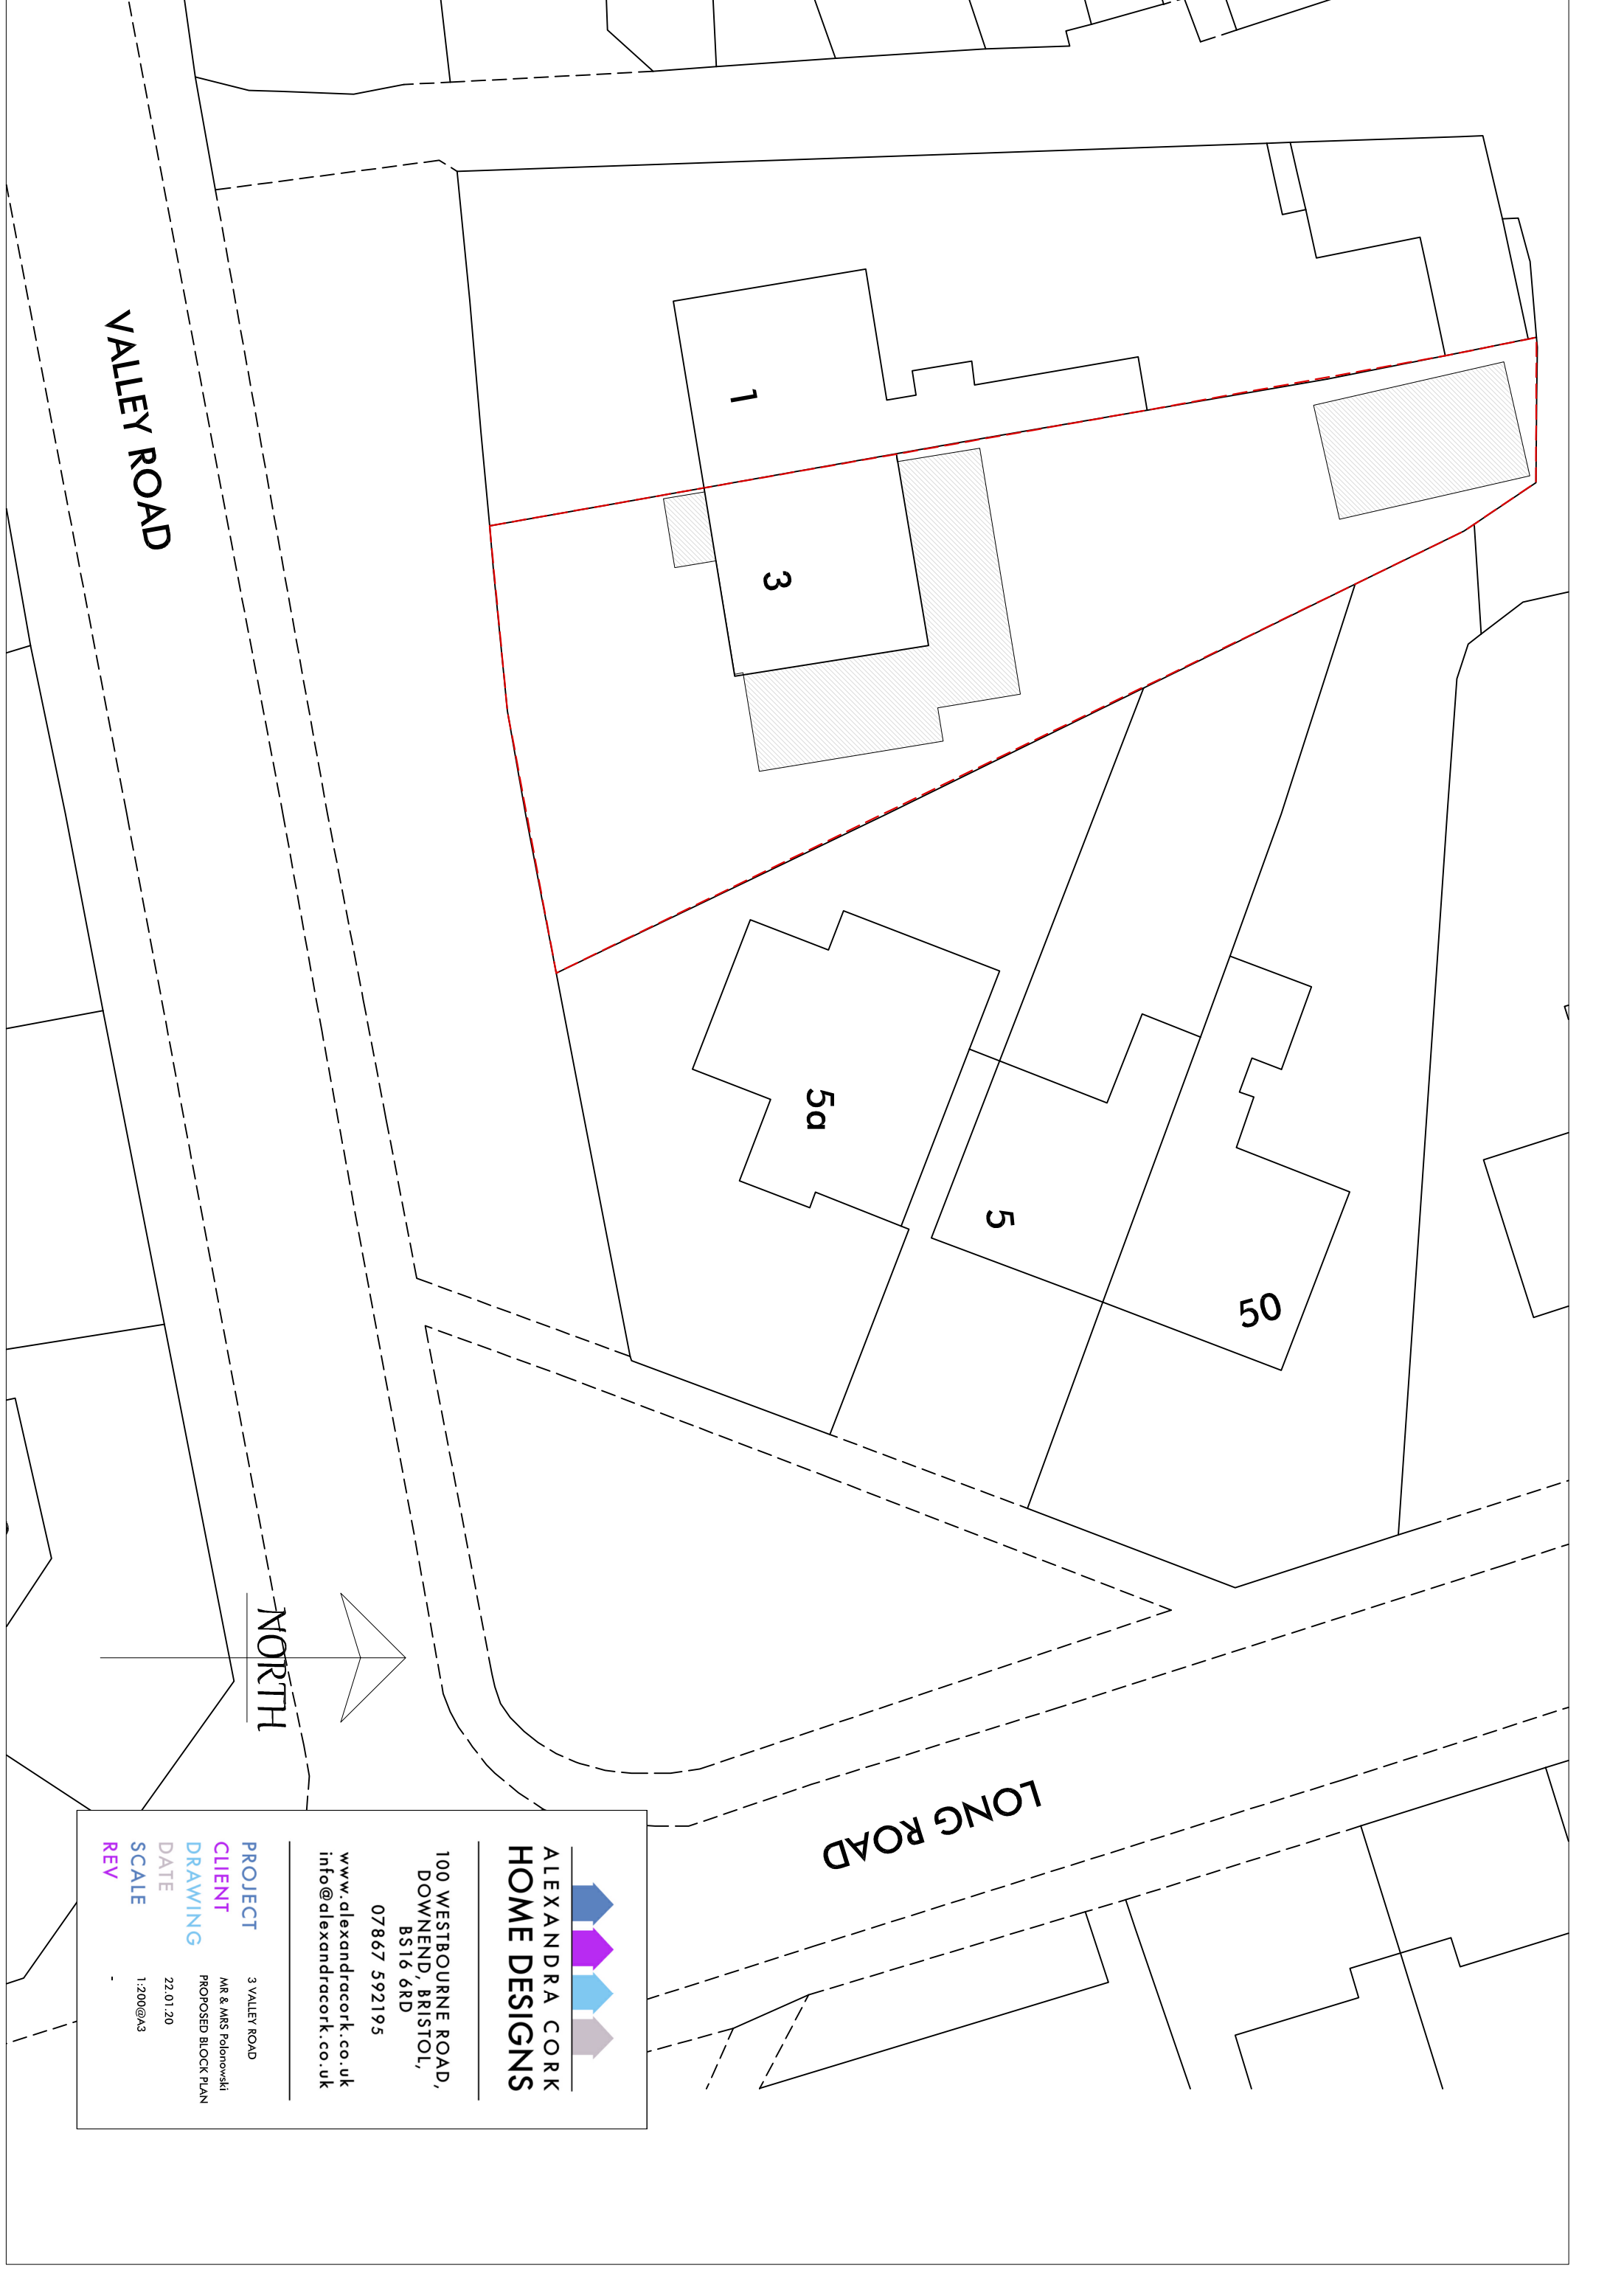 VALLEY ROAD
1
3
5a
5
50
NORTH
LONG ROAD
ALEXANDRA CORK
HOME DESIGNS
100 WESTBOURNE ROAD,
DOWNEND, BRISTOL,
BS16 6RD
07867 592195
www.alexandracork.co.uk
info@alexandracork.co.uk
PROJECT 3 VALLEY ROAD
CLIENT MR & MRS Polonowski
DRAWING PROPOSED BLOCK PLAN
DATE 22.01.20
SCALE 1:200@A3
REV -